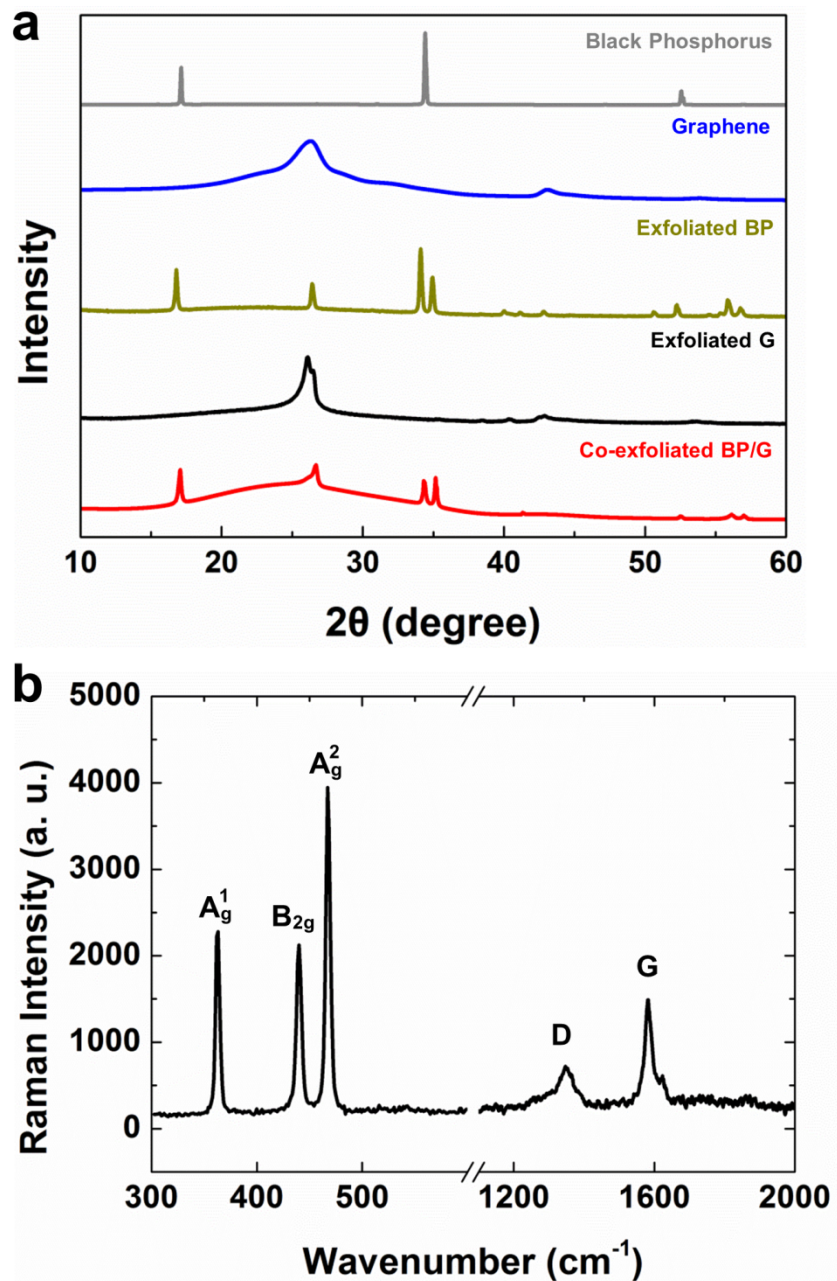 a
Black Phosphorus
Graphene
Exfoliated BP
Exfoliated G
Co-exfoliated BP/G
Intensity
10 20 30 40 50 60
2θ (degree)
b
5000
4000
3000
2000
1000
0
Raman Intensity (a. u.)
A¹g
B2g
A²g
D
G
300 400 500 1200 1600 2000
Wavenumber (cm⁻¹)